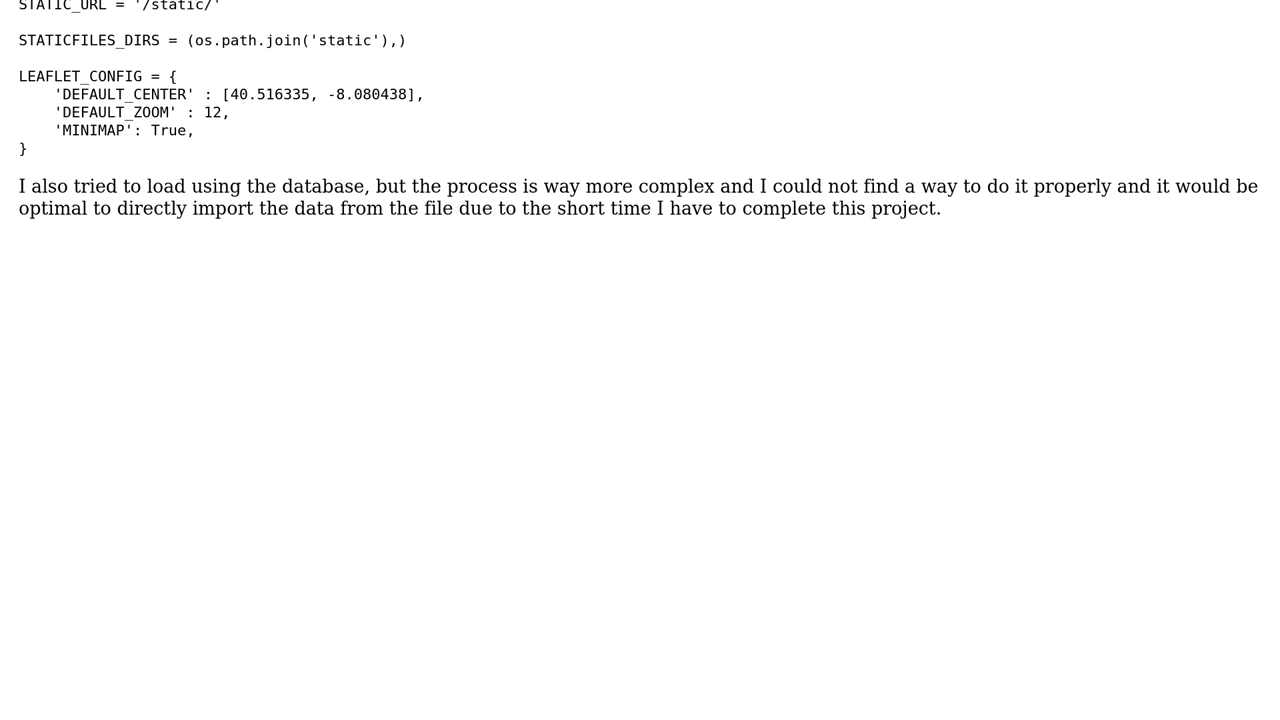 STATIC_URL = '/static/'
STATICFILES_DIRS = (os.path.join('static'),)
LEAFLET_CONFIG = {
    'DEFAULT_CENTER' : [40.516335, -8.080438],
    'DEFAULT_ZOOM' : 12,
    'MINIMAP': True,
}
I also tried to load using the database, but the process is way more complex and I could not find a way to do it properly and it would be
optimal to directly import the data from the file due to the short time I have to complete this project.